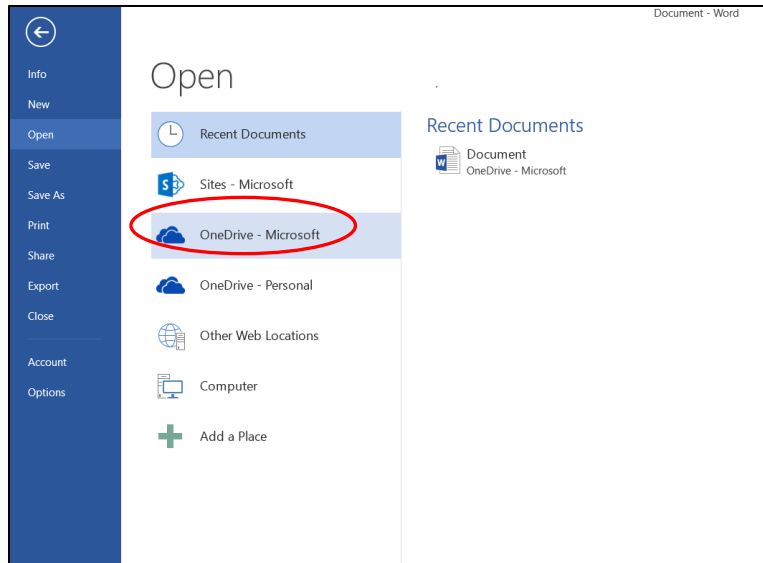 Document - Word
Info
New
Open
Save
Save As
Print
Share
Export
Close
Account
Options
Open
Recent Documents
Sites - Microsoft
OneDrive - Microsoft
OneDrive - Personal
Other Web Locations
Computer
Add a Place
Recent Documents
Document
OneDrive - Microsoft